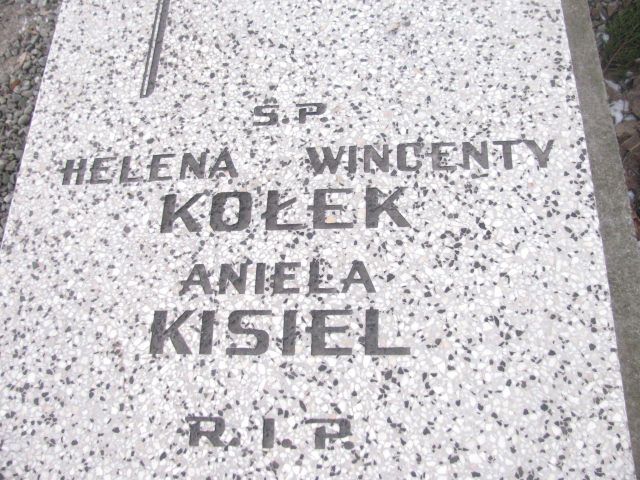 Ś.P.
HELENA WINCENTY
KOŁEK
ANIELA
KISIEL
R.I.P.